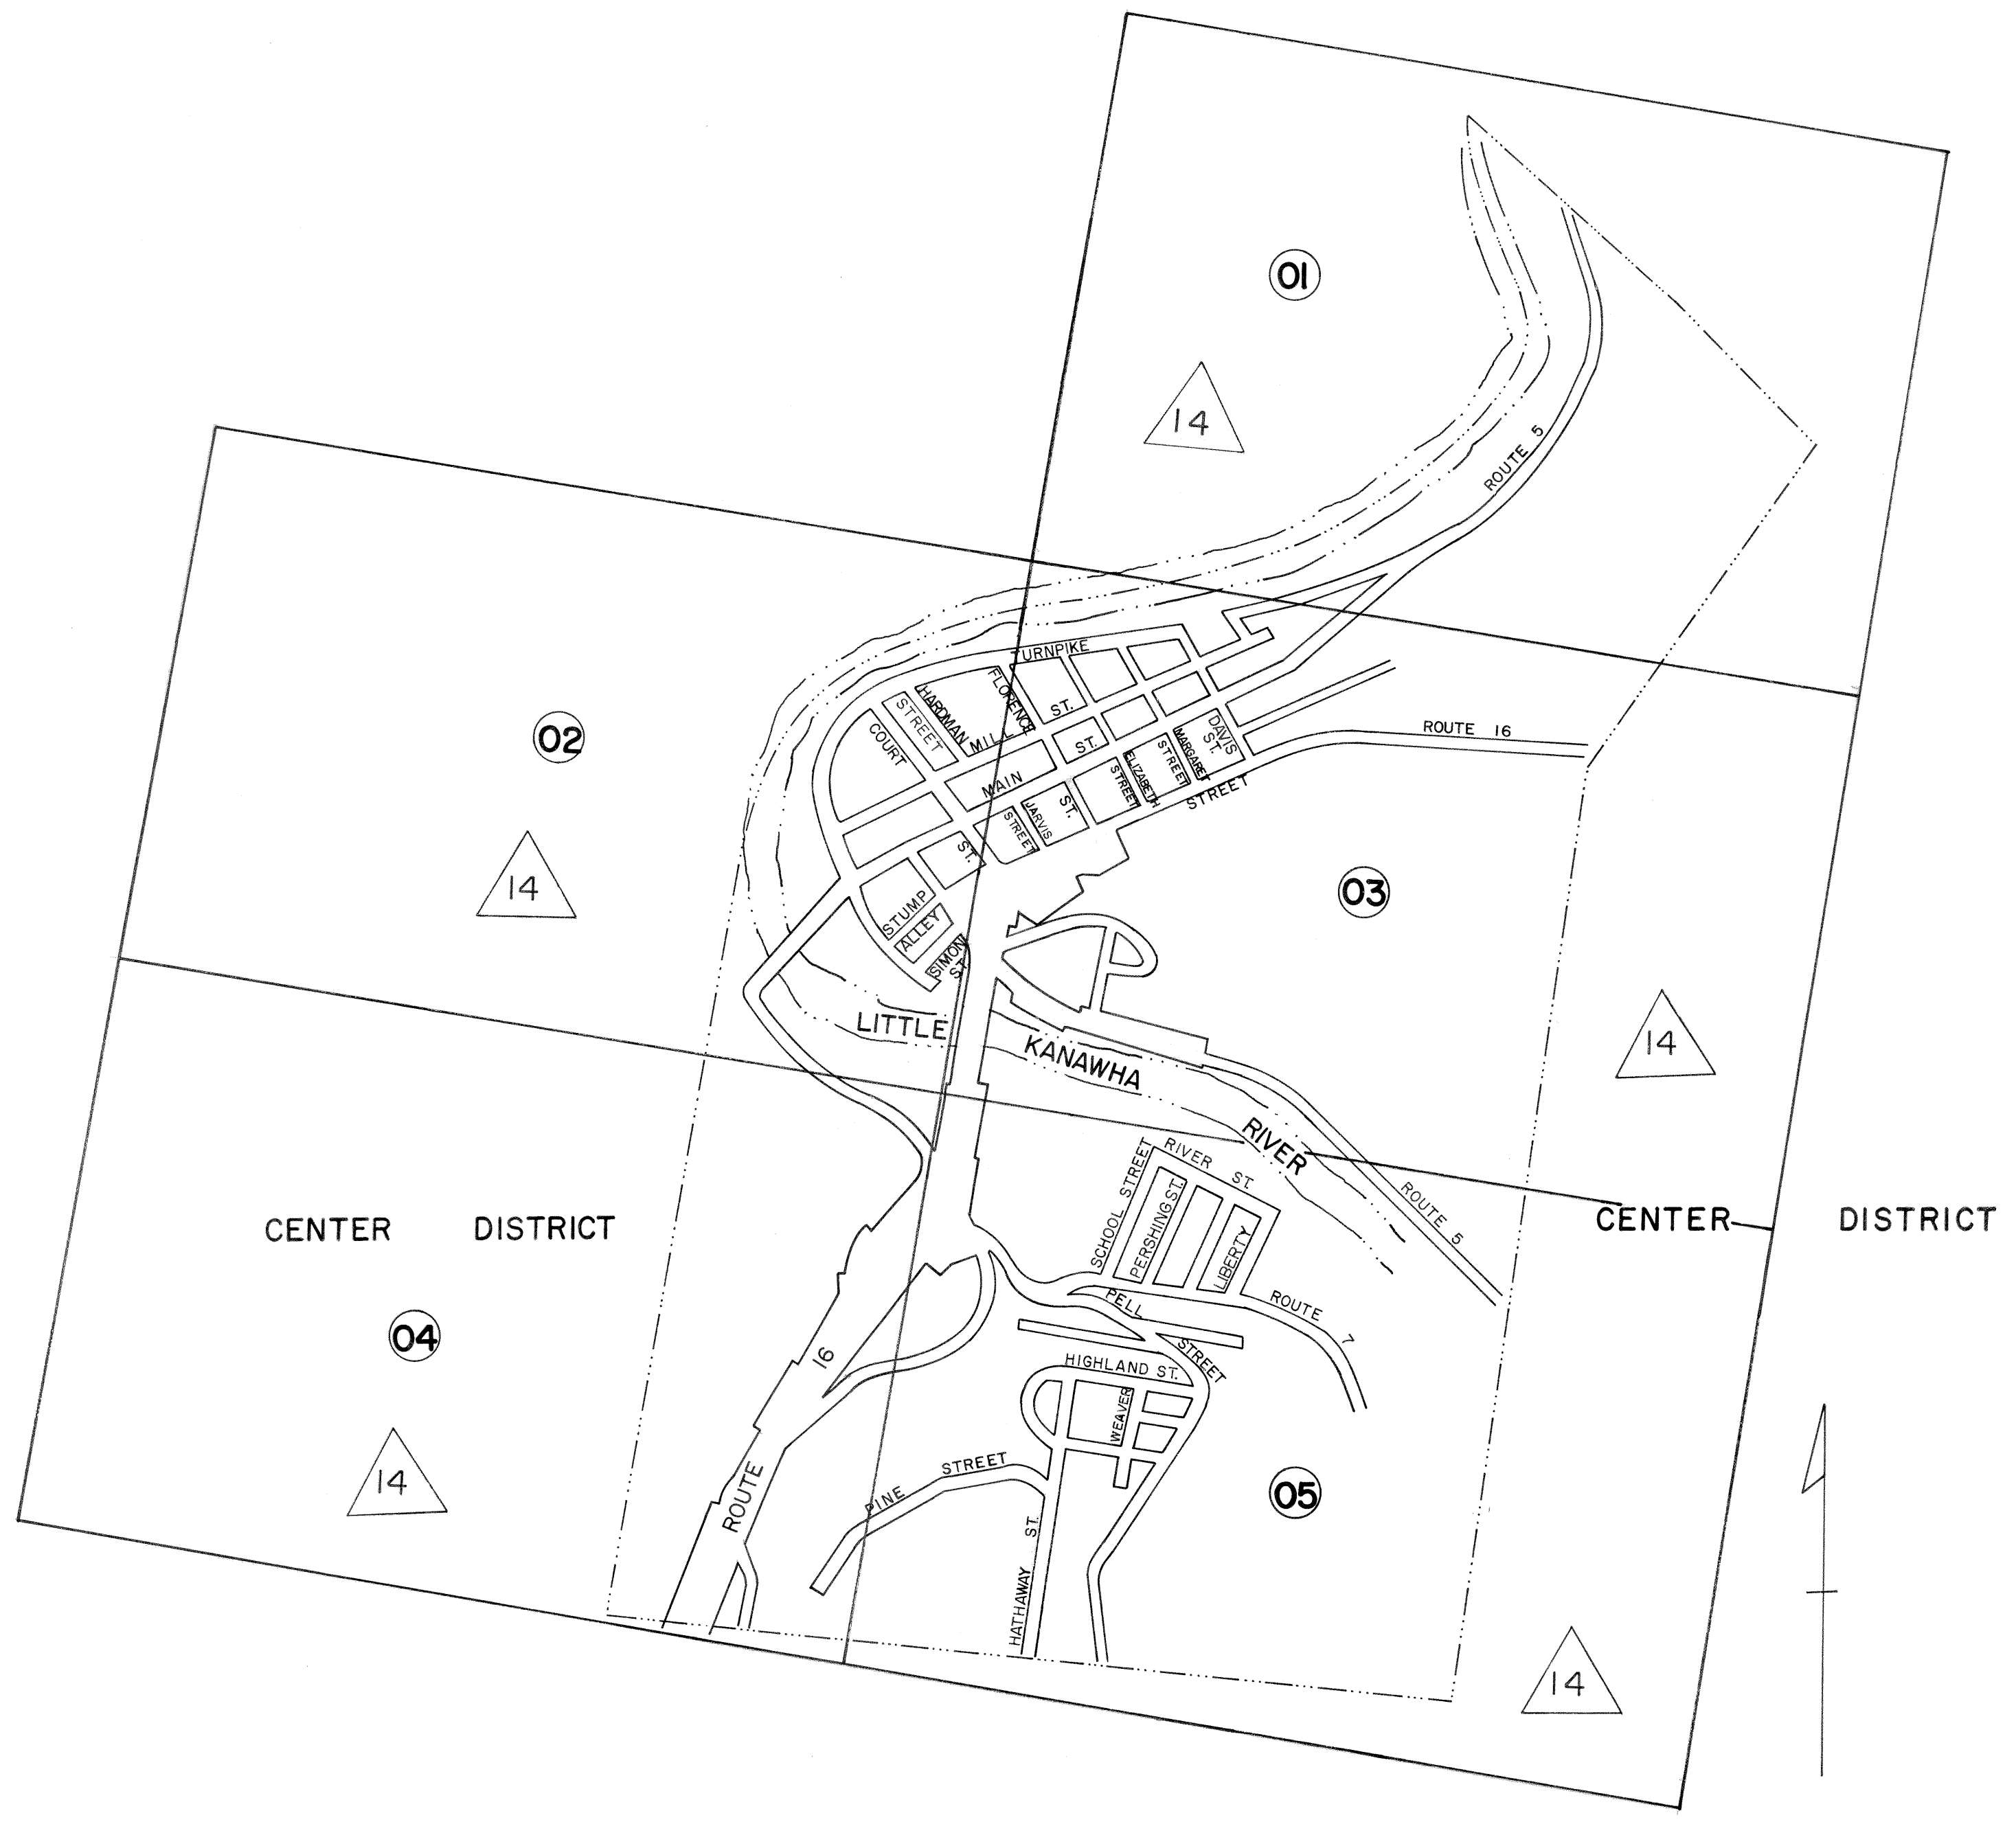 01
14
ROUTE 5
TURNPIKE
FLORENCE
ST.
HARDMAN
STREET
MILL
ST.
COURT
MAIN
DAVIS
ST.
MARGARET
STREET
ELIZABETH
STREET
STREET
ROUTE 16
02
JARVIS
ST.
STREET
ST.
14
03
STUMP
ALLEY
SIMON
ST.
14
LITTLE
KANAWHA
RIVER
RIVER ST.
SCHOOL STREET
PERSHING ST.
LIBERTY
ROUTE 5
CENTER DISTRICT
CENTER DISTRICT
04
16
PELL
STREET
ROUTE 7
HIGHLAND ST.
WEAVER
14
ROUTE
PINE STREET
05
HATHAWAY ST.
14